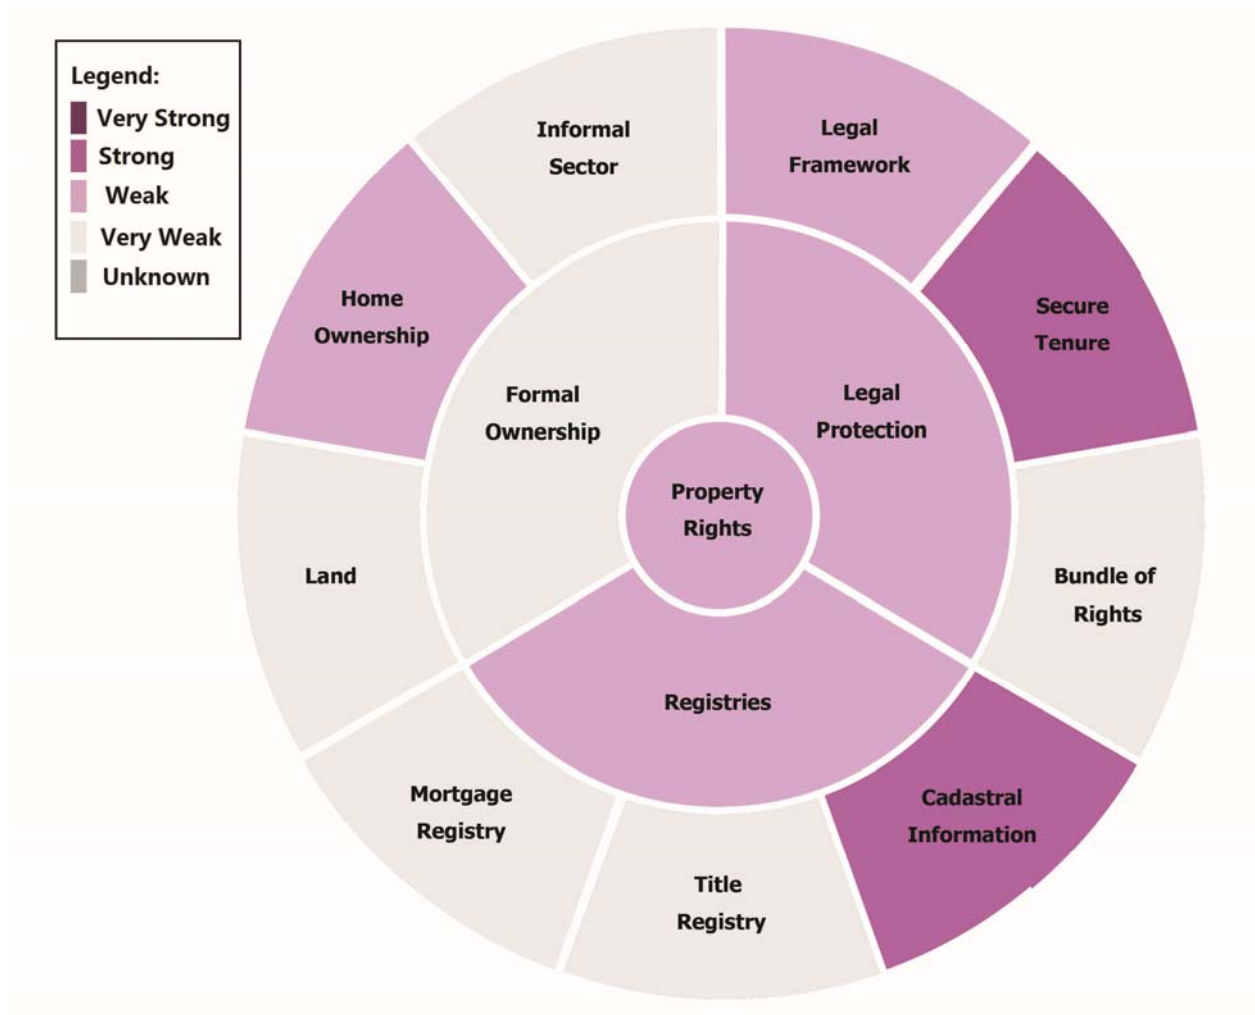 Legend:
Very Strong
Strong
Weak
Very Weak
Unknown
Informal
Sector
Legal
Framework
Home
Ownership
Secure
Tenure
Formal
Ownership
Legal
Protection
Property
Rights
Land
Bundle of
Rights
Registries
Mortgage
Registry
Cadastral
Information
Title
Registry